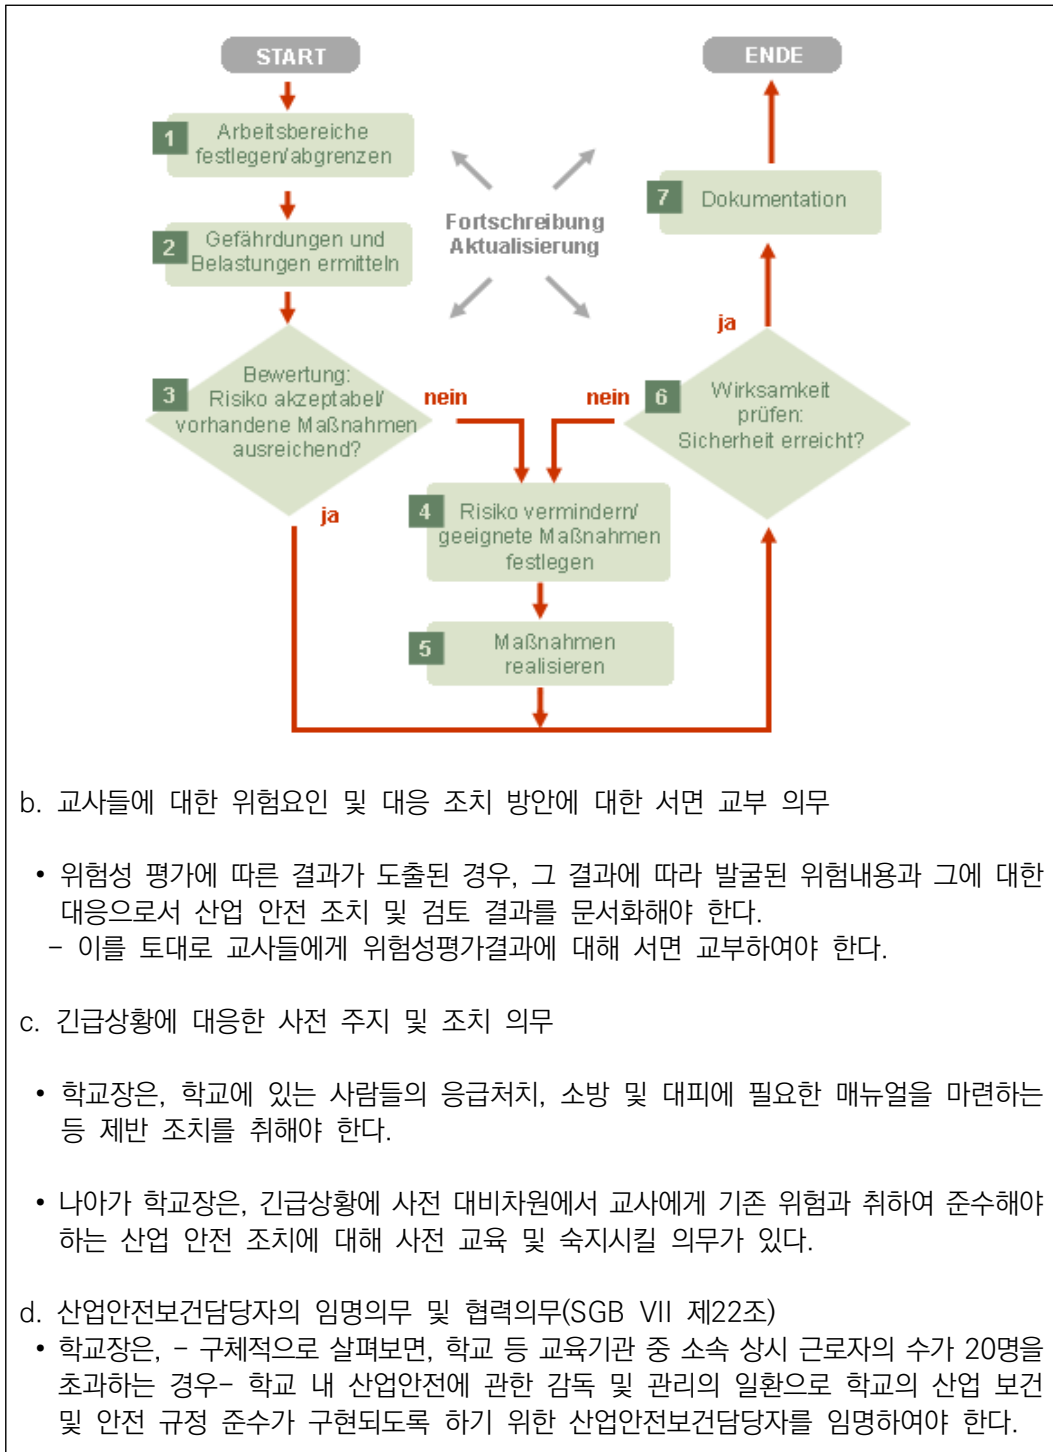 START
ENDE
1
Arbeitsbereiche
festlegen/abgrenzen
2
Gefährdungen und
Belastungen ermitteln
3
Bewertung:
Risiko akzeptabel/
vorhandene Maßnahmen
ausreichend?
nein
ja
Fortschreibung
Aktualisierung
4
Risiko vermindern/
geeignete Maßnahmen
festlegen
5
Maßnahmen
realisieren
nein
6
Wirksamkeit
prüfen:
Sicherheit erreicht?
ja
7
Dokumentation
b. 교사들에 대한 위험요인 및 대응 조치 방안에 대한 서면 교부 의무
• 위험성 평가에 따른 결과가 도출된 경우, 그 결과에 따라 발굴된 위험내용과 그에 대한
대응으로서 산업 안전 조치 및 검토 결과를 문서화해야 한다.
- 이를 토대로 교사들에게 위험성평가결과에 대해 서면 교부하여야 한다.
c. 긴급상황에 대응한 사전 주지 및 조치 의무
• 학교장은, 학교에 있는 사람들의 응급처치, 소방 및 대피에 필요한 매뉴얼을 마련하는
등 제반 조치를 취해야 한다.
• 나아가 학교장은, 긴급상황에 사전 대비차원에서 교사에게 기존 위험과 취하여 준수해야
하는 산업 안전 조치에 대해 사전 교육 및 숙지시킬 의무가 있다.
d. 산업안전보건담당자의 임명의무 및 협력의무(SGB VII 제22조)
• 학교장은, - 구체적으로 살펴보면, 학교 등 교육기관 중 소속 상시 근로자의 수가 20명을
초과하는 경우- 학교 내 산업안전에 관한 감독 및 관리의 일환으로 학교의 산업 보건
및 안전 규정 준수가 구현되도록 하기 위한 산업안전보건담당자를 임명하여야 한다.